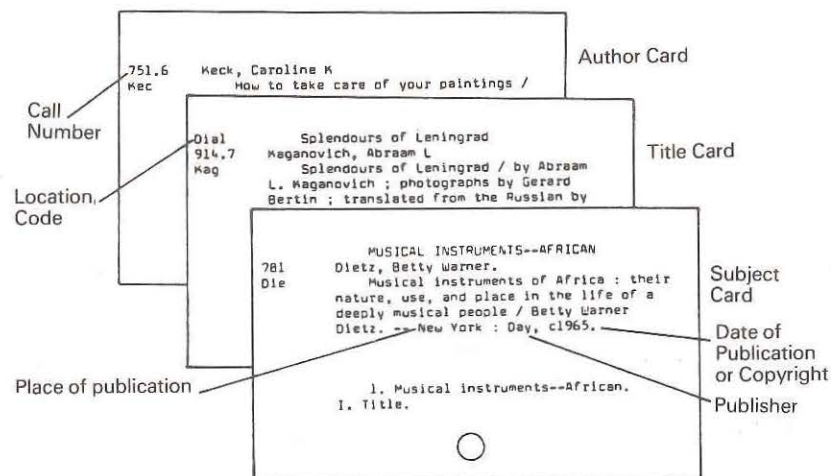 Author Card
751.6 Keck, Caroline K
Kec How to take care of your paintings /
Call
Number
Title Card
Dial Splendours of Leningrad
914.7 Kaganovich, Abraam L
Kag Splendours of Leningrad / by Abraam
L. Kaganovich ; photographs by Gerard
Bertin ; translated from the Russian by
Location,
Code
Subject
Card
MUSICAL INSTRUMENTS--AFRICAN
781 Dietz, Betty Warner.
Die Musical instruments of Africa : their
nature, use, and place in the life of a
deeply musical people / Betty Warner
Dietz. -- New York : Day, c1965.
Date of
Publication
or Copyright
Place of publication
Publisher
1. Musical instruments--African.
I. Title.